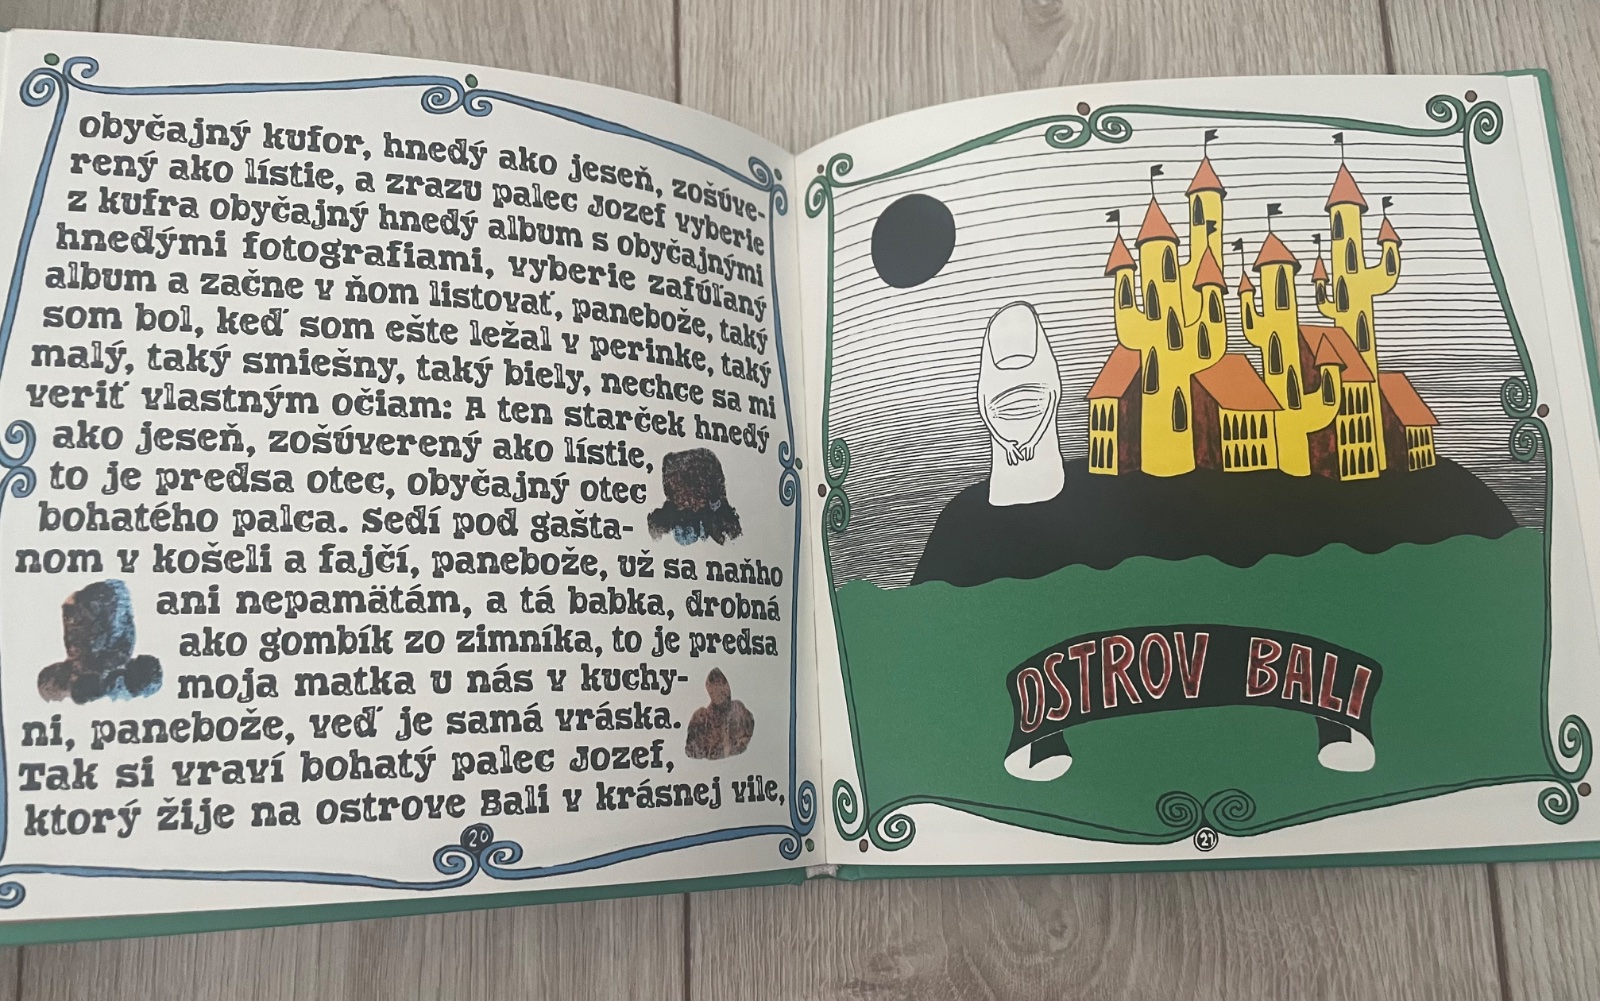 obyčajný kufor, hnedý ako jeseň, zošúve-
rený ako lístie, a zrazu palec Jozef vyberie
z kufra obyčajný hnedý album s obyčajnými
hnedými fotografiami, vyberie zafúľaný
album a začne v ňom listovať, panebože, taký
som bol, keď som ešte ležal v perinke, taký
malý, taký smiešny, taký biely, nechce sa mi
veriť vlastným očiam: A ten starček hnedý
ako jeseň, zošúverený ako lístie,
to je predsa otec, obyčajný otec
bohatého palca. Sedí pod gašta-
nom v košeli a fajčí, panebože, už sa naňho
ani nepamätám, a tá babka, drobná
ako gombík zo zimníka, to je predsa
moja matka u nás v kuchy-
ni, panebože, veď je samá vráska.
Tak si vraví bohatý palec Jozef,
ktorý žije na ostrove Bali v krásnej vile,
20
OSTROV BALI
21